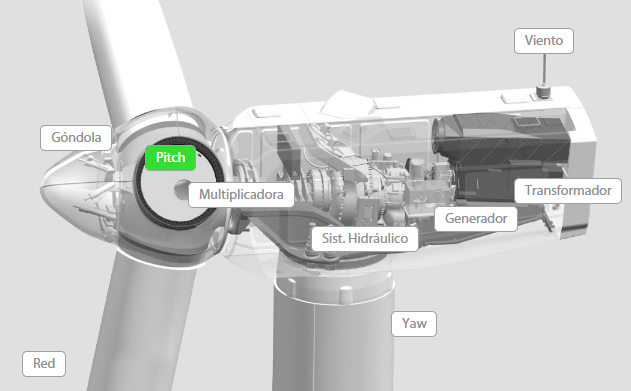 Viento
Góndola
Pitch
Multiplicadora
Transformador
Generador
Sist. Hidráulico
Yaw
Red